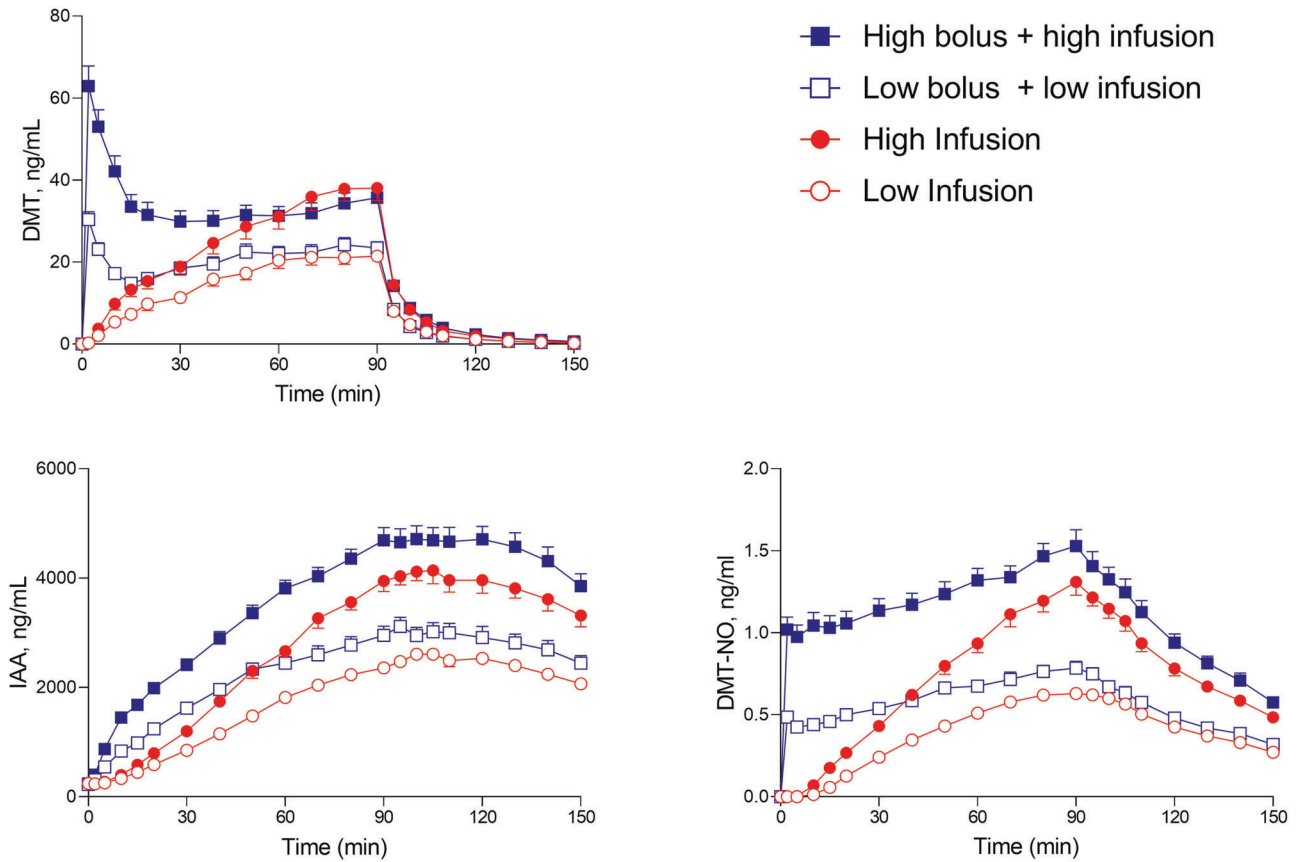 80
60
40
20
0
DMT, ng/mL
0 30 60 90 120 150
Time (min)
High bolus + high infusion
Low bolus + low infusion
High Infusion
Low Infusion
6000
4000
2000
0
IAA, ng/mL
0 30 60 90 120 150
Time (min)
2.0
1.5
1.0
0.5
0.0
DMT-NO, ng/ml
0 30 60 90 120 150
Time (min)